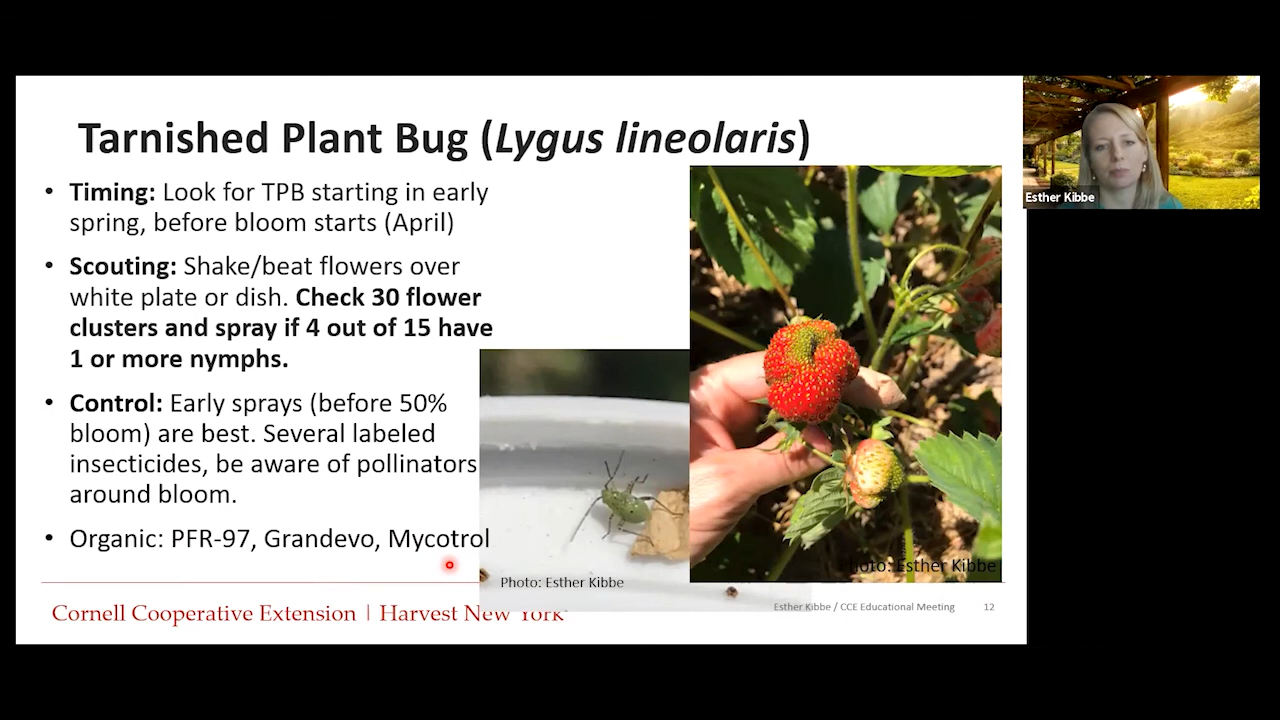 Tarnished Plant Bug (Lygus lineolaris)
• Timing: Look for TPB starting in early
spring, before bloom starts (April)
• Scouting: Shake/beat flowers over
white plate or dish. Check 30 flower
clusters and spray if 4 out of 15 have
1 or more nymphs.
• Control: Early sprays (before 50%
bloom) are best. Several labeled
insecticides, be aware of pollinators
around bloom.
• Organic: PFR-97, Grandevo, Mycotrol
Photo: Esther Kibbe
Photo: Esther Kibbe
Cornell Cooperative Extension | Harvest New York
Esther Kibbe / CCE Educational Meeting 12
Esther Kibbe